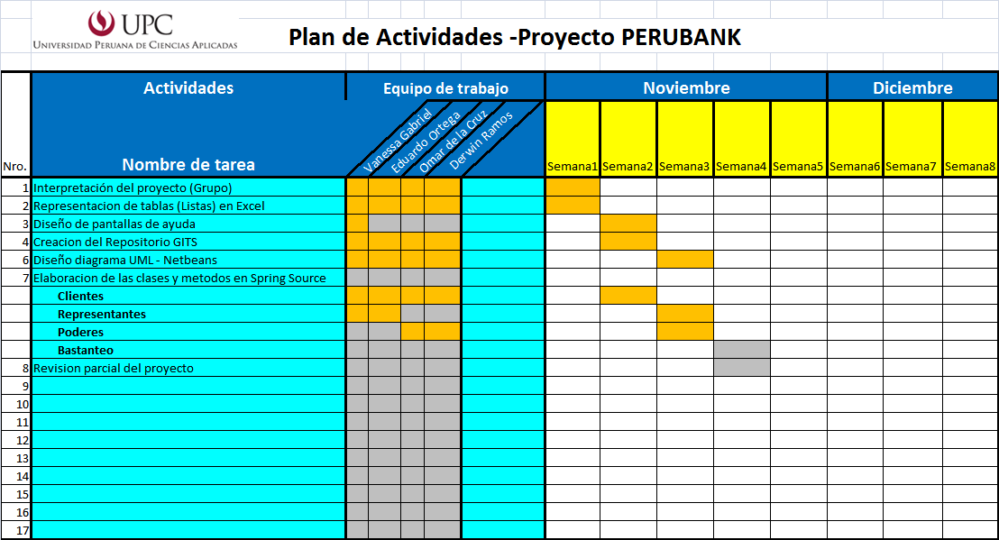 UPC
UNIVERSIDAD PERUANA DE CIENCIAS APLICADAS
Plan de Actividades -Proyecto PERUBANK
Actividades Equipo de trabajo Noviembre Diciembre
Vanessa Gabriel
Eduardo Ortega
Omar de la Cruz
Derwin Ramos
Nro. Nombre de tarea Semana1 Semana2 Semana3 Semana4 Semana5 Semana6 Semana7 Semana8
1 Interpretación del proyecto (Grupo)
2 Representacion de tablas (Listas) en Excel
3 Diseño de pantallas de ayuda
4 Creacion del Repositorio GITS
6 Diseño diagrama UML - Netbeans
7 Elaboracion de las clases y metodos en Spring Source
Clientes
Representantes
Poderes
Bastanteo
8 Revision parcial del proyecto
9
10
11
12
13
14
15
16
17